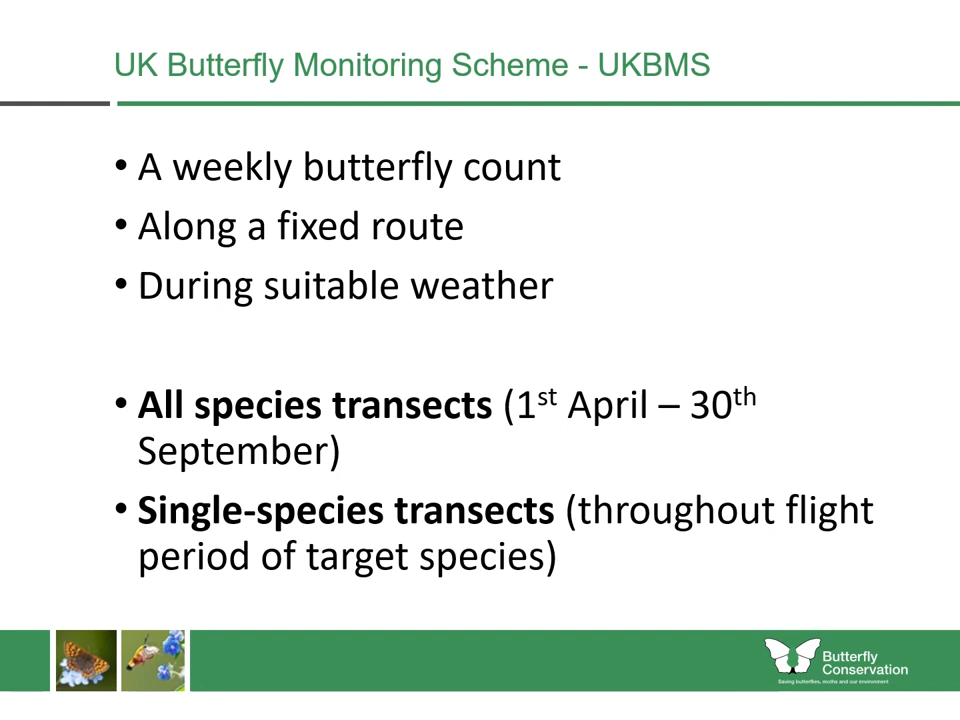 UK Butterfly Monitoring Scheme - UKBMS
• A weekly butterfly count
• Along a fixed route
• During suitable weather
• All species transects (1st April – 30th
September)
• Single-species transects (throughout flight
period of target species)
Butterfly
Conservation
Saving butterflies, moths and our environment